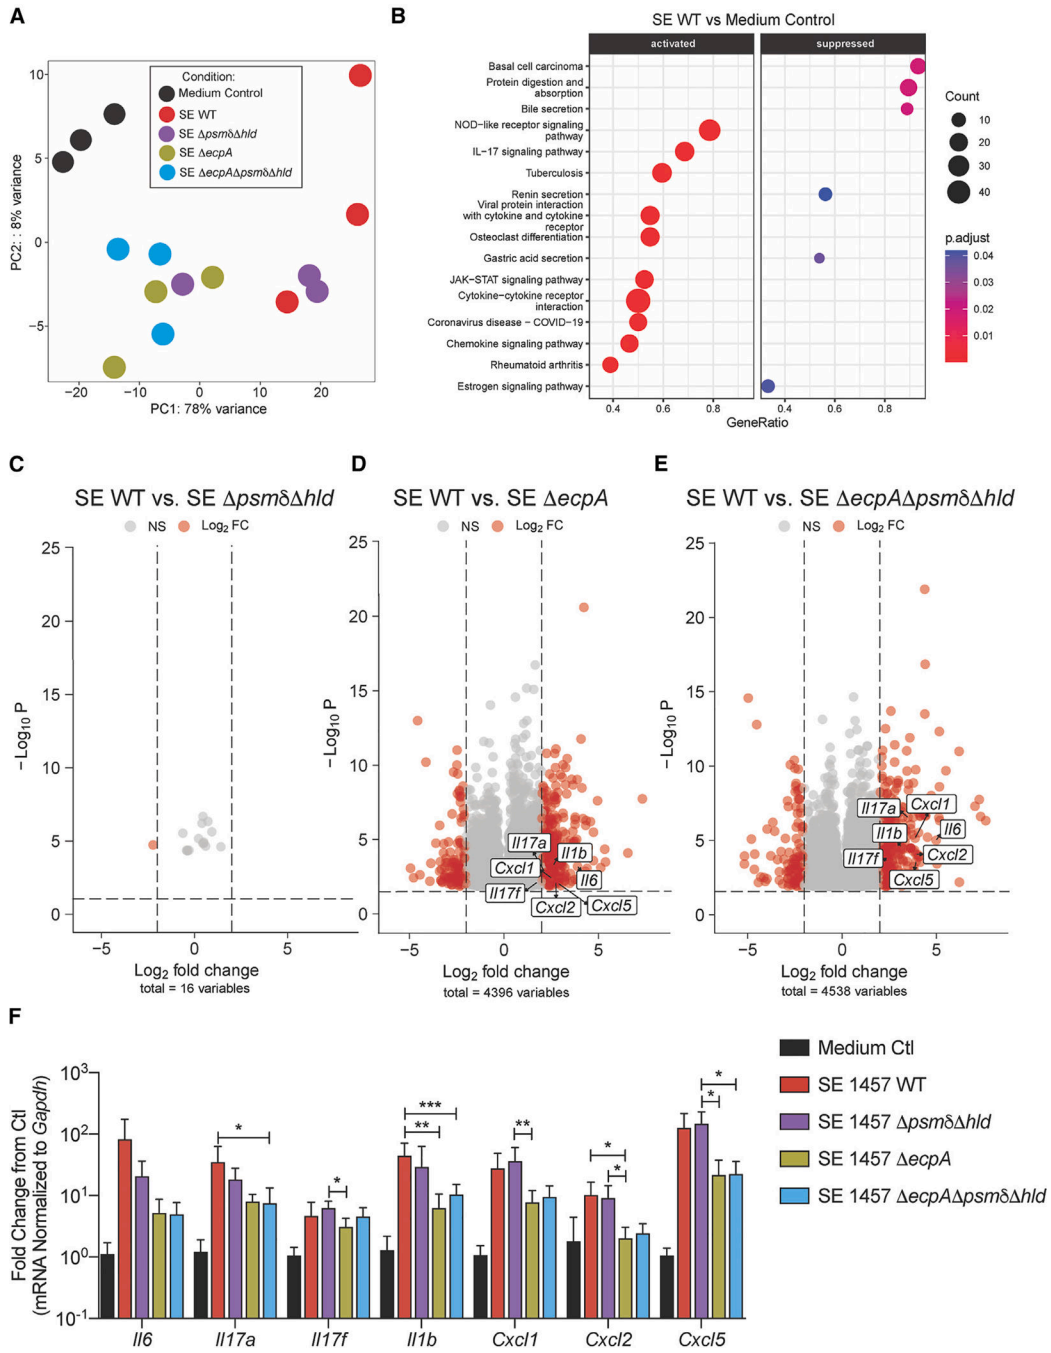 A
Condition:
Medium Control
SE WT
SE ΔpsmδΔΔhld
SE ΔecpA
SE ΔecpAΔpsmδΔΔhld
PC2: : 8% variance
10
5
0
−5
−20
−10
0
10
20
PC1: 78% variance
B
SE WT vs Medium Control
activated
suppressed
Basal cell carcinoma
Protein digestion and
absorption
Bile secretion
NOD−like receptor signaling
pathway
IL−17 signaling pathway
Tuberculosis
Renin secretion
Viral protein interaction
with cytokine and cytokine
receptor
Osteoclast differentiation
Gastric acid secretion
JAK−STAT signaling pathway
Cytokine−cytokine receptor
interaction
Coronavirus disease − COVID−19
Chemokine signaling pathway
Rheumatoid arthritis
Estrogen signaling pathway
0.4
0.6
0.8
0.4
0.6
0.8
GeneRatio
Count
10
20
30
40
p.adjust
0.04
0.03
0.02
0.01
C
SE WT vs. SE ΔpsmδΔΔhld
NS
Log2 FC
− Log10 P
25
20
15
10
5
0
−5
0
5
Log2 fold change
total = 16 variables
D
SE WT vs. SE ΔecpA
NS
Log2 FC
− Log10 P
25
20
15
10
5
0
Il17a
Il1b
Cxcl1
Il6
Il17f
Cxcl2
Cxcl5
−5
0
5
Log2 fold change
total = 4396 variables
E
SE WT vs. SE ΔecpAΔpsmδΔΔhld
NS
Log2 FC
− Log10 P
25
20
15
10
5
0
Il17a
Cxcl1
Il1b
Il6
Il17f
Cxcl2
Cxcl5
−5
0
5
Log2 fold change
total = 4538 variables
F
Fold Change from Ctl
(mRNA Normalized to Gapdh)
10³
10²
10¹
10⁰
10⁻¹
*
*
***
**
**
*
*
*
*
Il6
Il17a
Il17f
Il1b
Cxcl1
Cxcl2
Cxcl5
Medium Ctl
SE 1457 WT
SE 1457 ΔpsmδΔΔhld
SE 1457 ΔecpA
SE 1457 ΔecpAΔpsmδΔΔhld